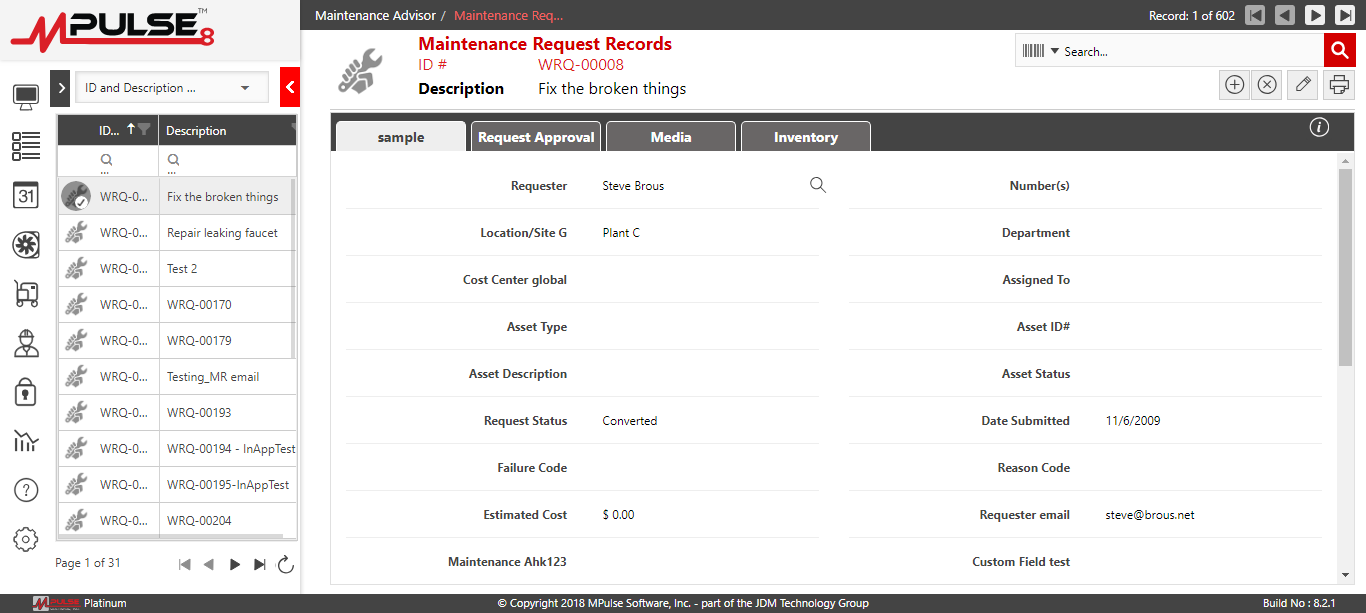 MPULSE 8 ™
Maintenance Advisor / Maintenance Req...
Record: 1 of 602
Maintenance Request Records
ID # WRQ-00008
Description Fix the broken things
Search...
ID and Description ...
ID... Description
... ...
WRQ-0... Fix the broken things
WRQ-0... Repair leaking faucet
WRQ-0... Test 2
WRQ-0... WRQ-00170
WRQ-0... WRQ-00179
WRQ-0... Testing_MR email
WRQ-0... WRQ-00193
WRQ-0... WRQ-00194 - InAppTest
WRQ-0... WRQ-00195-InAppTest
WRQ-0... WRQ-00204
Page 1 of 31
31
?
sample Request Approval Media Inventory
i
Requester Steve Brous Number(s)
Location/Site G Plant C Department
Cost Center global Assigned To
Asset Type Asset ID#
Asset Description Asset Status
Request Status Converted Date Submitted 11/6/2009
Failure Code Reason Code
Estimated Cost $ 0.00 Requester email steve@brous.net
Maintenance Ahk123 Custom Field test
MPULSE Platinum
© Copyright 2018 MPulse Software, Inc. - part of the JDM Technology Group
Build No : 8.2.1